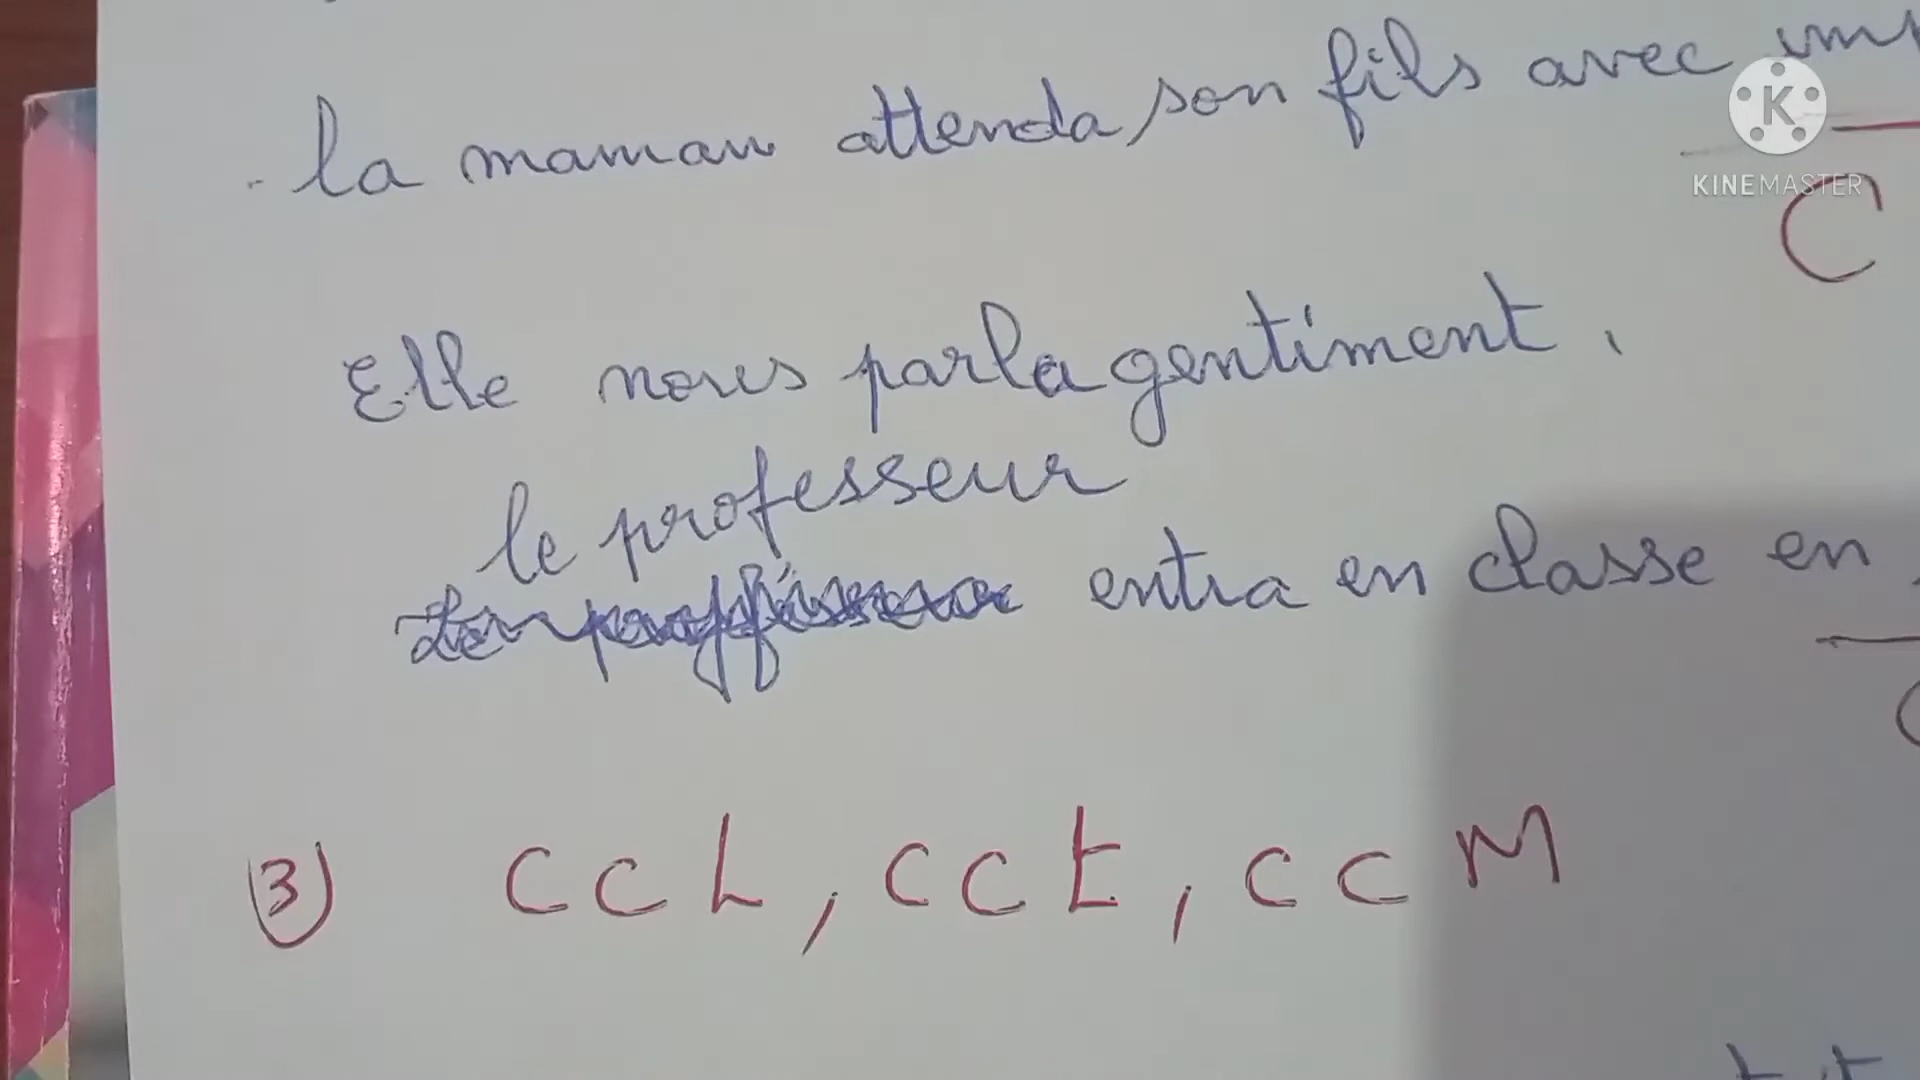 - la maman attenda son fils avec
KINEMASTER
C
Elle nous parla gentiment.
le professeur
entra en classe en
③ CCL, CCT, CCM